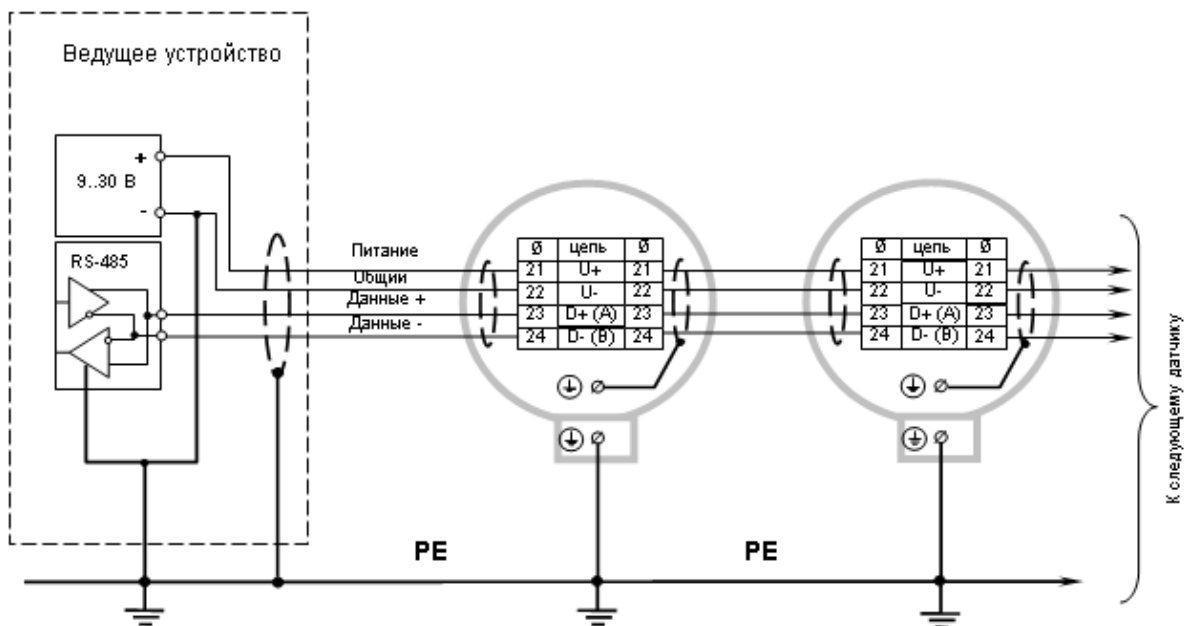 Ведущее устройство
+
9..30 В
-
RS-485
Питание
Общий
Данные +
Данные -
Ø цепь Ø
21 U+ 21
22 U- 22
23 D+ (A) 23
24 D- (B) 24
Ø цепь Ø
21 U+ 21
22 U- 22
23 D+ (A) 23
24 D- (B) 24
К следующему датчику
PE
PE